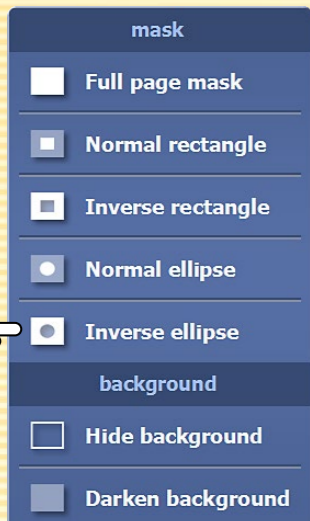 mask
Full page mask
Normal rectangle
Inverse rectangle
Normal ellipse
Inverse ellipse
background
Hide background
Darken background